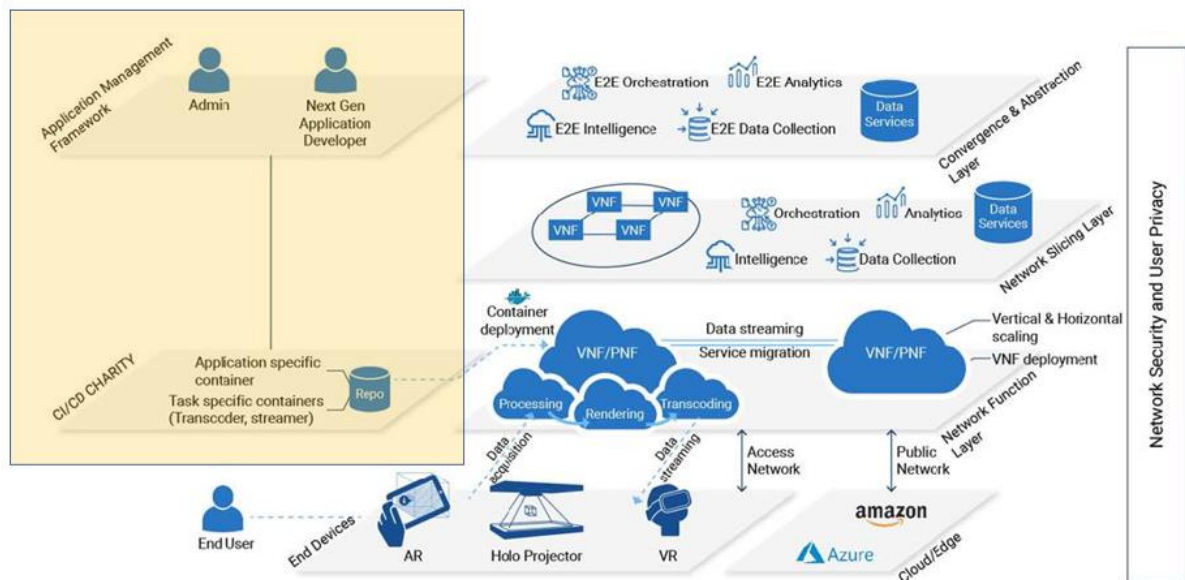 Application Management
Framework
Admin
Next Gen
Application
Developer
E2E Orchestration
E2E Analytics
E2E Intelligence
E2E Data Collection
Data
Services
Convergence & Abstraction
Layer
VNF
VNF
VNF
VNF
Orchestration
Analytics
Intelligence
Data Collection
Data
Services
Network Slicing Layer
CI/CD CHARITY
Application specific
container
Task specific containers
(Transcoder, streamer)
Repo
Container
deployment
VNF/PNF
Processing
Rendering
Transcoding
Data streaming
Service migration
VNF/PNF
Vertical & Horizontal
scaling
VNF deployment
Network Function
Layer
Data
acquisition
Data
streaming
Access
Network
Public
Network
End User
End Devices
AR
Holo Projector
VR
amazon
Azure
Cloud/Edge
Network Security and User Privacy